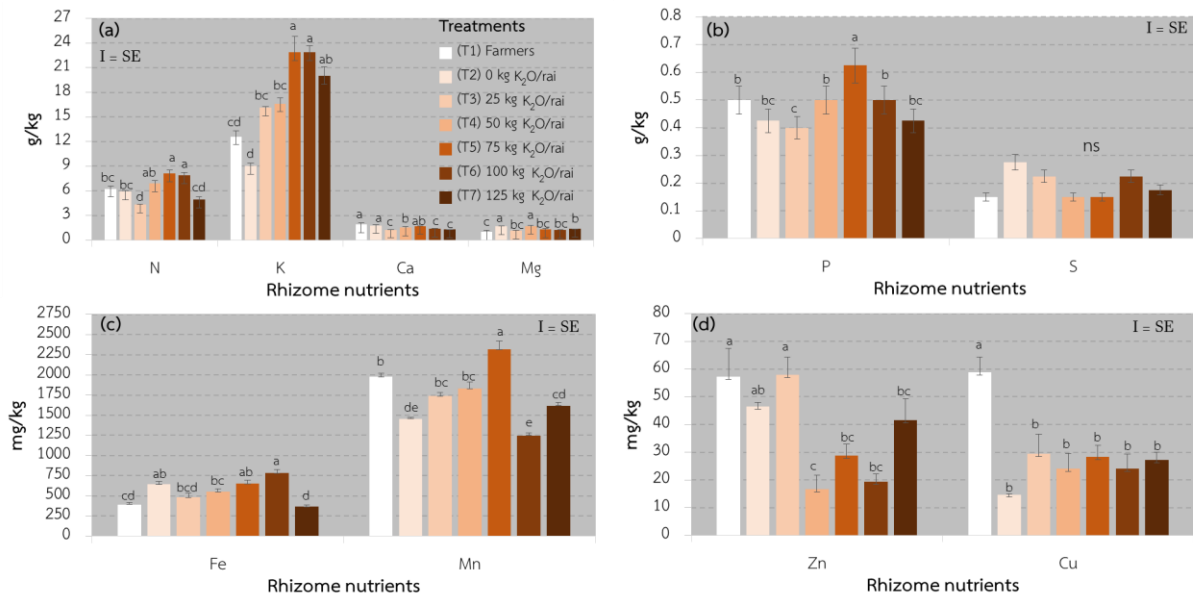 (a)
I = SE
Treatments
(T1) Farmers
(T2) 0 kg K₂O/rai
(T3) 25 kg K₂O/rai
(T4) 50 kg K₂O/rai
(T5) 75 kg K₂O/rai
(T6) 100 kg K₂O/rai
(T7) 125 kg K₂O/rai
g/kg
27
24
21
18
15
12
9
6
3
0
bc bc d ab a a cd
cd d bc bc a a ab
a a c b ab c c
c a b a bc bc b
N K Ca Mg
Rhizome nutrients
(b)
I = SE
g/kg
0.8
0.7
0.6
0.5
0.4
0.3
0.2
0.1
0
b bc c b a b bc
ns
P S
Rhizome nutrients
(c)
I = SE
mg/kg
2750
2500
2250
2000
1750
1500
1250
1000
750
500
250
0
cd ab bcd bc ab a d
b de bc bc a e cd
Fe Mn
Rhizome nutrients
(d)
I = SE
mg/kg
80
70
60
50
40
30
20
10
0
a ab a c bc bc bc
a b b b b b b
Zn Cu
Rhizome nutrients